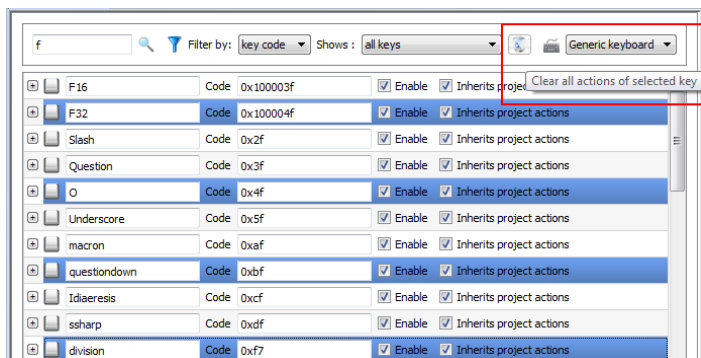 f Filter by: key code Shows : all keys Generic keyboard
Clear all actions of selected key
F16 Code 0x100003f Enable Inherits projec
F32 Code 0x100004f Enable Inherits project actions
Slash Code 0x2f Enable Inherits project actions
Question Code 0x3f Enable Inherits project actions
O Code 0x4f Enable Inherits project actions
Underscore Code 0x5f Enable Inherits project actions
macron Code 0xaf Enable Inherits project actions
questiondown Code 0xbf Enable Inherits project actions
Idiaeresis Code 0xcf Enable Inherits project actions
ssharp Code 0xdf Enable Inherits project actions
division Code 0xf7 Enable Inherits project actions